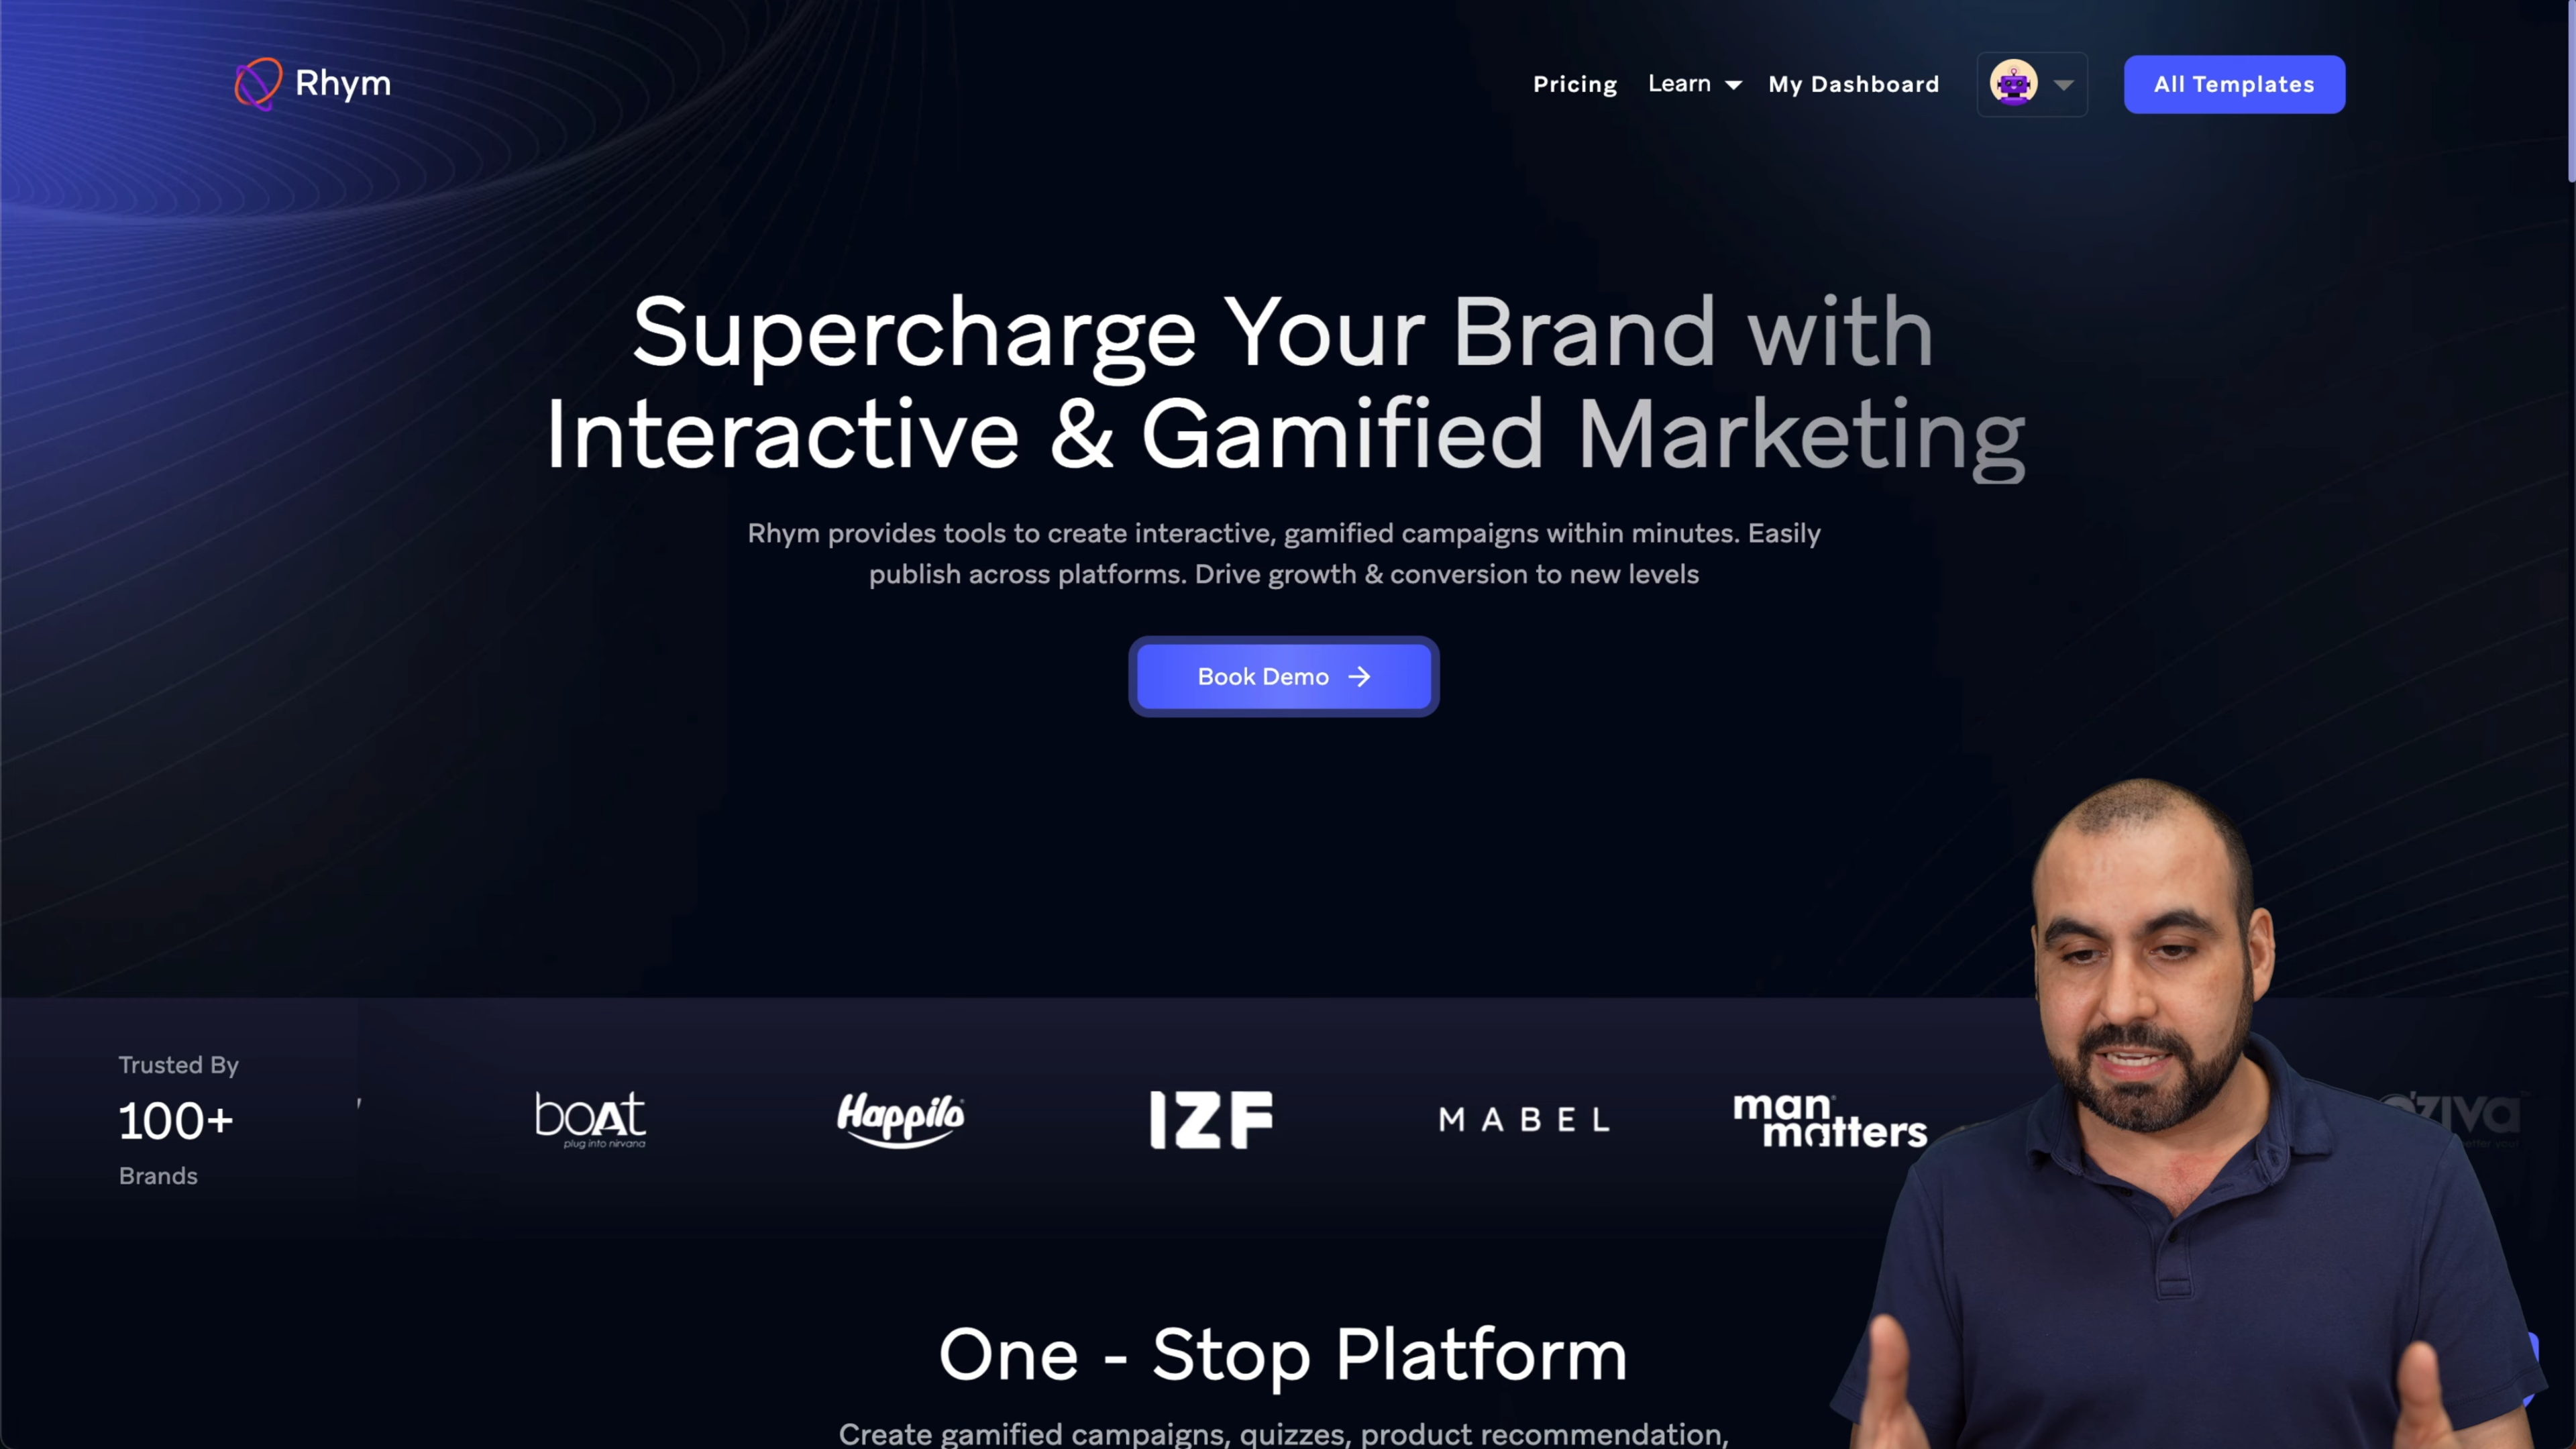 Rhym
Pricing
Learn
My Dashboard
All Templates
Supercharge Your Brand with
Interactive & Gamified Marketing
Rhym provides tools to create interactive, gamified campaigns within minutes. Easily
publish across platforms. Drive growth & conversion to new levels
Book Demo
Trusted By
100+
Brands
boAt
plug into nirvana
Happilo
IZF
MABEL
man
matters
One - Stop Platform
Create gamified campaigns, quizzes, product recommendation,